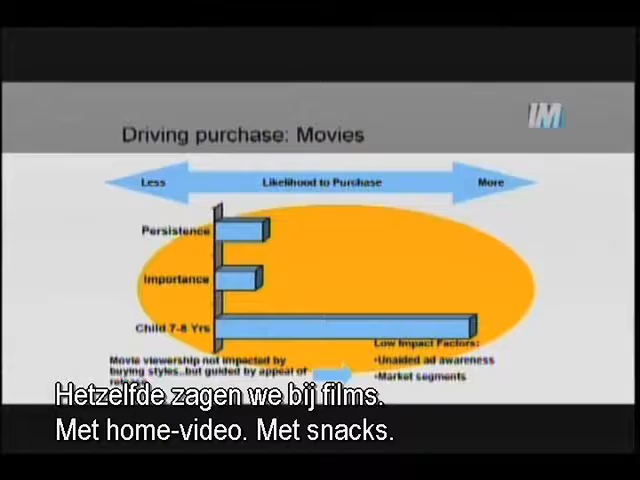 IM
Driving purchase: Movies
Less
Likelihood to Purchase
More
Persistence
Importance
Child 7-8 Yrs
Low Impact Factors:
•Unaided ad awareness
•Market segments
Movie viewership not impacted by
buying styles..but guided by appeal of
Hetzelfde zagen we bij films.
Met home-video. Met snacks.